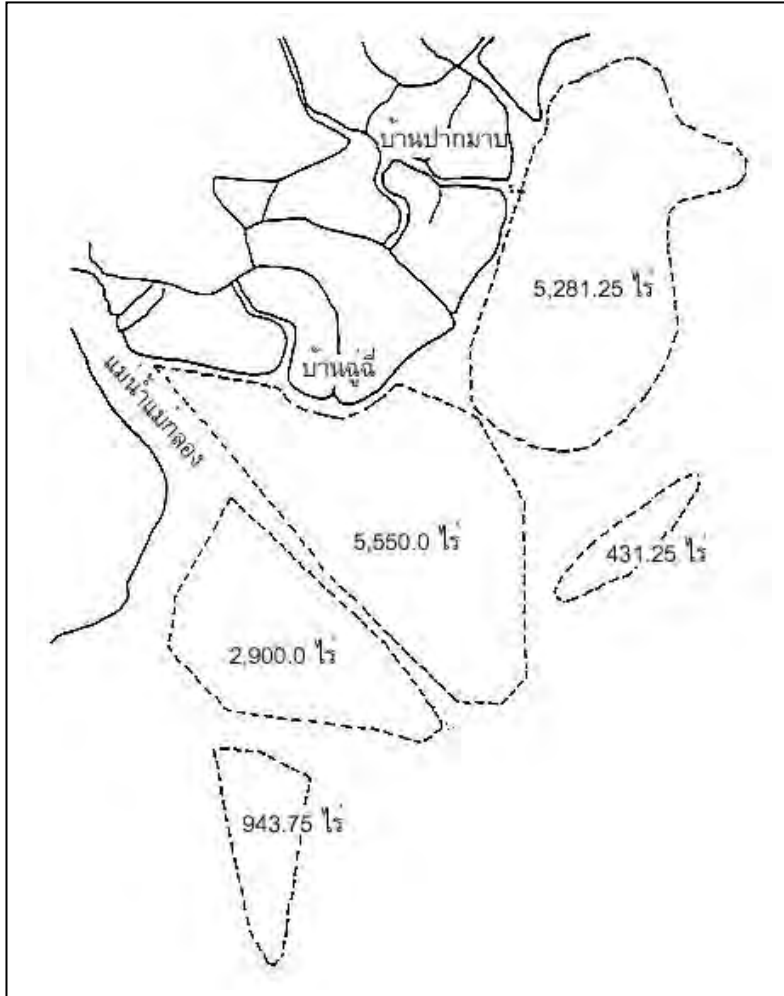 บ้านปากมาบ
5,281.25 ไร่
บ้านฉู่ฉี่
แม่น้ำแม่กลอง
5,550.0 ไร่
431.25 ไร่
2,900.0 ไร่
943.75 ไร่